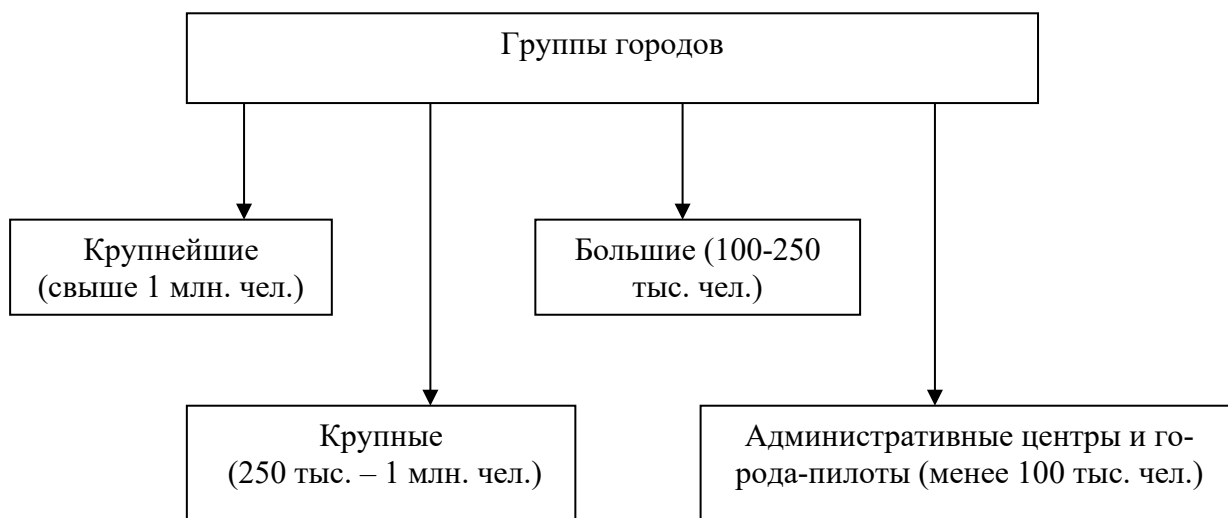 Группы городов
Крупнейшие
(свыше 1 млн. чел.)
Большие (100-250
тыс. чел.)
Крупные
(250 тыс. – 1 млн. чел.)
Административные центры и го-
рода-пилоты (менее 100 тыс. чел.)